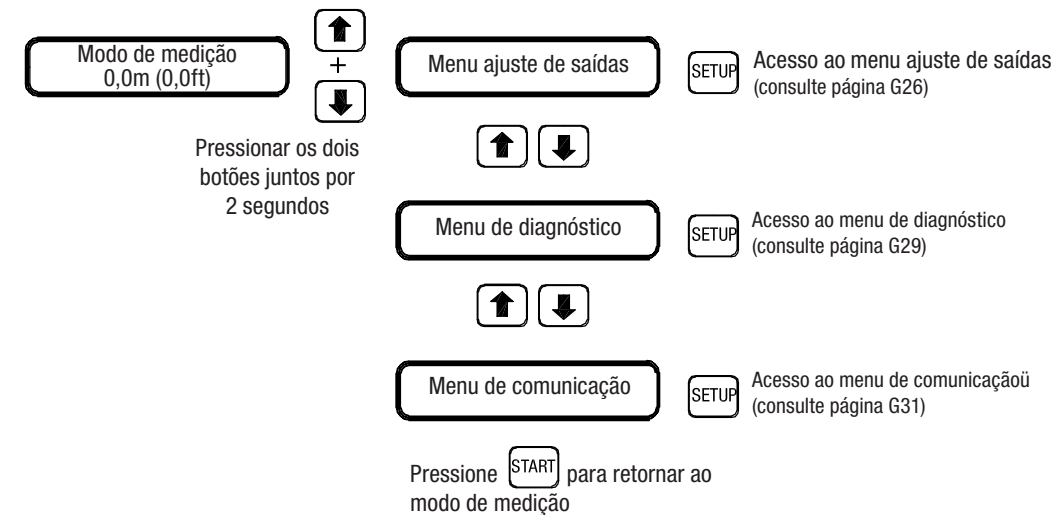 Modo de medição
0,0m (0,0ft)
+
Pressionar os dois
botões juntos por
2 segundos
Menu ajuste de saídas
SETUP
Acesso ao menu ajuste de saídas
(consulte página G26)
Menu de diagnóstico
SETUP
Acesso ao menu de diagnóstico
(consulte página G29)
Menu de comunicação
SETUP
Acesso ao menu de comunicaçãoü
(consulte página G31)
Pressione START para retornar ao
modo de medição